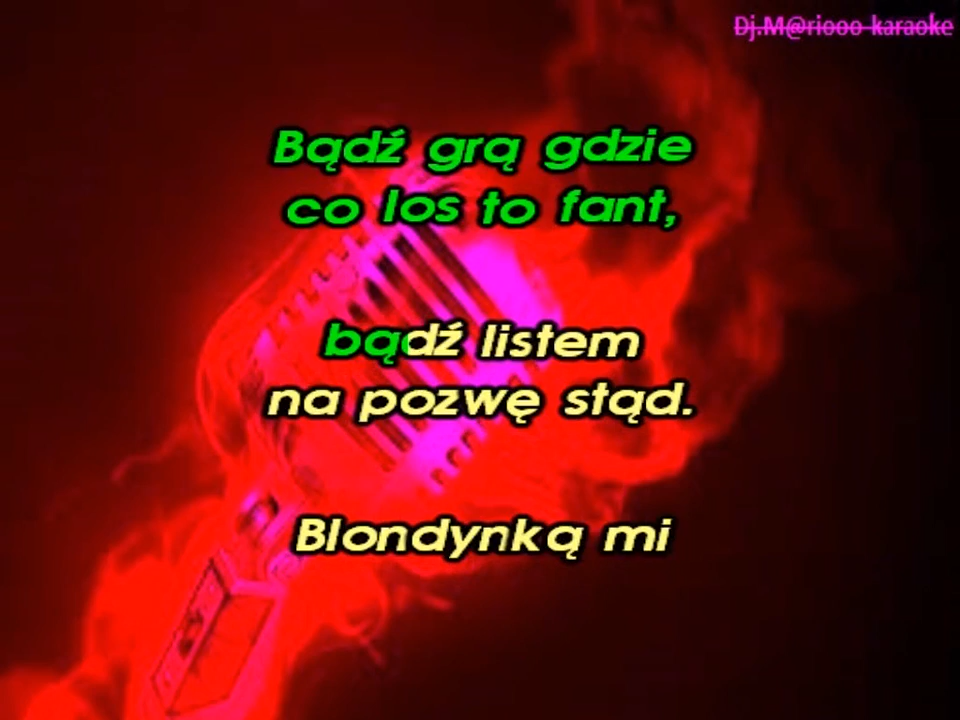 Dj.M@riooo karaoke
Bądź grą gdzie
co los to fant,
bądź listem
na pozwę stąd.
Blondynką mi